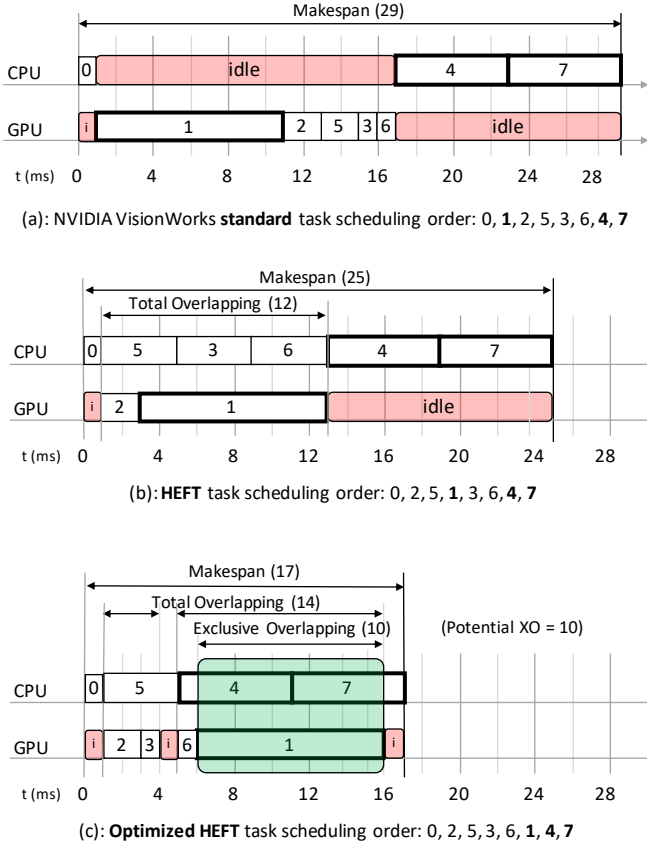 Makespan (29)
CPU 0 idle 4 7
GPU i 1 2 5 3 6 idle
t (ms) 0 4 8 12 16 20 24 28
(a): NVIDIA VisionWorks standard task scheduling order: 0, 1, 2, 5, 3, 6, 4, 7
Makespan (25)
Total Overlapping (12)
CPU 0 5 3 6 4 7
GPU i 2 1 idle
t (ms) 0 4 8 12 16 20 24 28
(b): HEFT task scheduling order: 0, 2, 5, 1, 3, 6, 4, 7
Makespan (17)
Total Overlapping (14)
Exclusive Overlapping (10) (Potential XO = 10)
CPU 0 5 4 7
GPU i 2 3 i 6 1 i
t (ms) 0 4 8 12 16 20 24 28
(c): Optimized HEFT task scheduling order: 0, 2, 5, 3, 6, 1, 4, 7